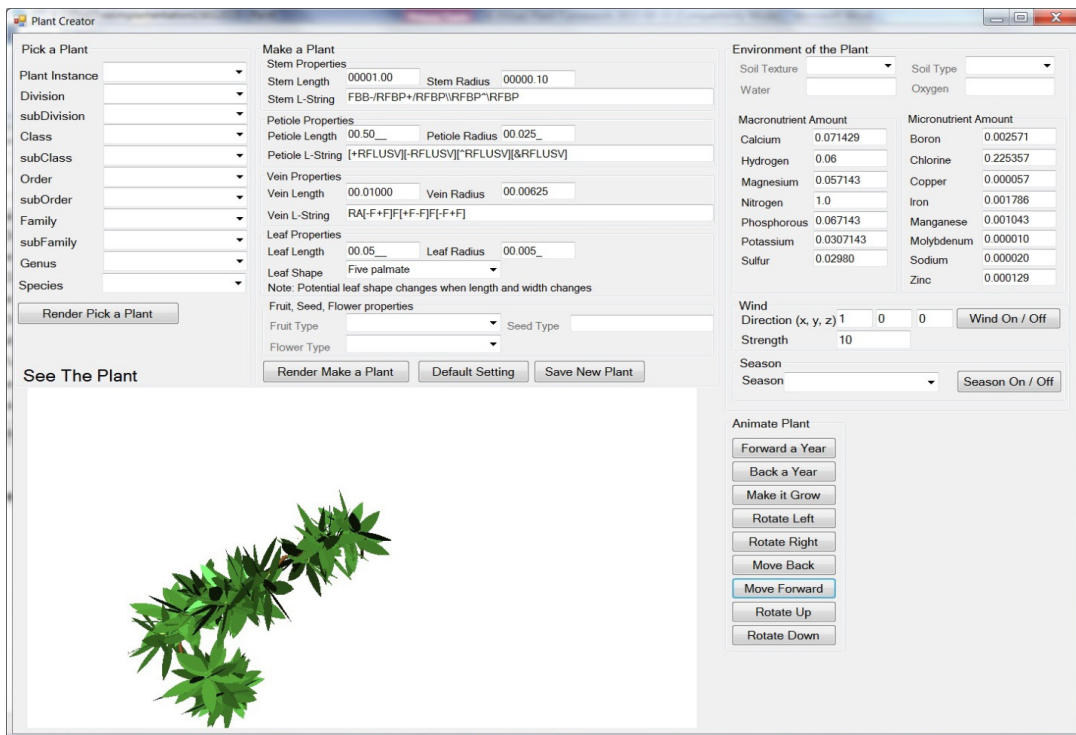 Plant Creator
Pick a Plant
Plant Instance
Division
subDivision
Class
subClass
Order
subOrder
Family
subFamily
Genus
Species
Render Pick a Plant
See The Plant
Make a Plant
Stem Properties
Stem Length 00001.00 Stem Radius 00000.10
Stem L-String FBB-/RFBP+/RFBP\\RFBP^\RFBP
Petiole Properties
Petiole Length 00.50__ Petiole Radius 00.025_
Petiole L-String [+RFLUSV][-RFLUSV][^RFLUSV][&RFLUSV]
Vein Properties
Vein Length 00.01000 Vein Radius 00.00625
Vein L-String RA[-F+F]F[+F-F]F[-F+F]
Leaf Properties
Leaf Length 00.05__ Leaf Radius 00.005_
Leaf Shape Five palmate
Note: Potential leaf shape changes when length and width changes
Fruit, Seed, Flower properties
Fruit Type Seed Type
Flower Type
Render Make a Plant Default Setting Save New Plant
Environment of the Plant
Soil Texture Soil Type
Water Oxygen
Macronutrient Amount
Calcium 0.071429
Hydrogen 0.06
Magnesium 0.057143
Nitrogen 1.0
Phosphorous 0.067143
Potassium 0.0307143
Sulfur 0.02980
Micronutrient Amount
Boron 0.002571
Chlorine 0.225357
Copper 0.000057
Iron 0.001786
Manganese 0.001043
Molybdenum 0.000010
Sodium 0.000020
Zinc 0.000129
Wind
Direction (x, y, z) 1 0 0 Wind On / Off
Strength 10
Season
Season Season On / Off
Animate Plant
Forward a Year
Back a Year
Make it Grow
Rotate Left
Rotate Right
Move Back
Move Forward
Rotate Up
Rotate Down